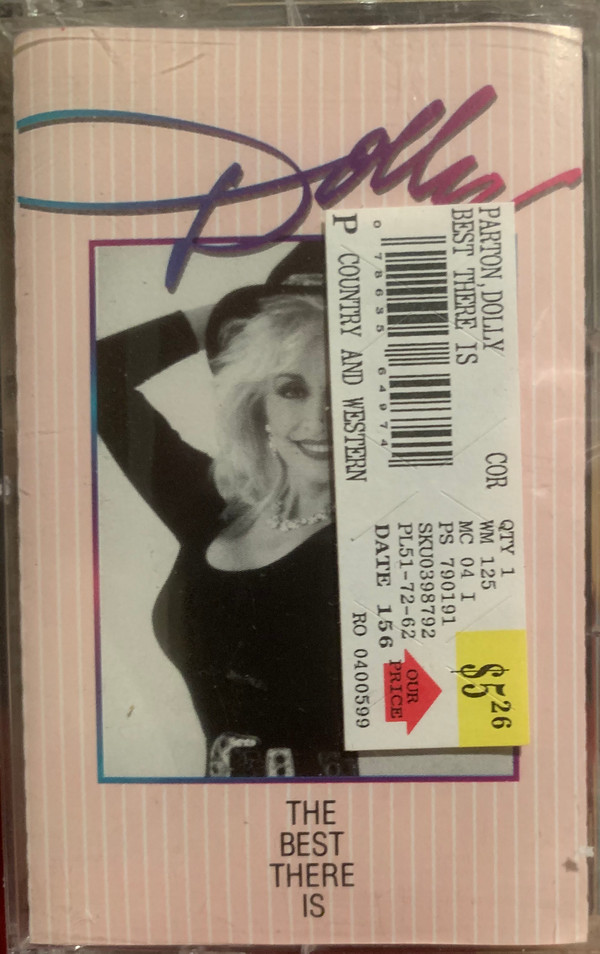 Dolly
PARTON, DOLLY
BEST THERE IS
COR
0 78635 64974
P COUNTRY AND WESTERN
QTY 1
WM 125
MC 04 I
PS 790191
SKU0398792
PL51-72-62
DATE 156
RO 0400599
OUR
PRICE
$5 26
THE
BEST
THERE
IS